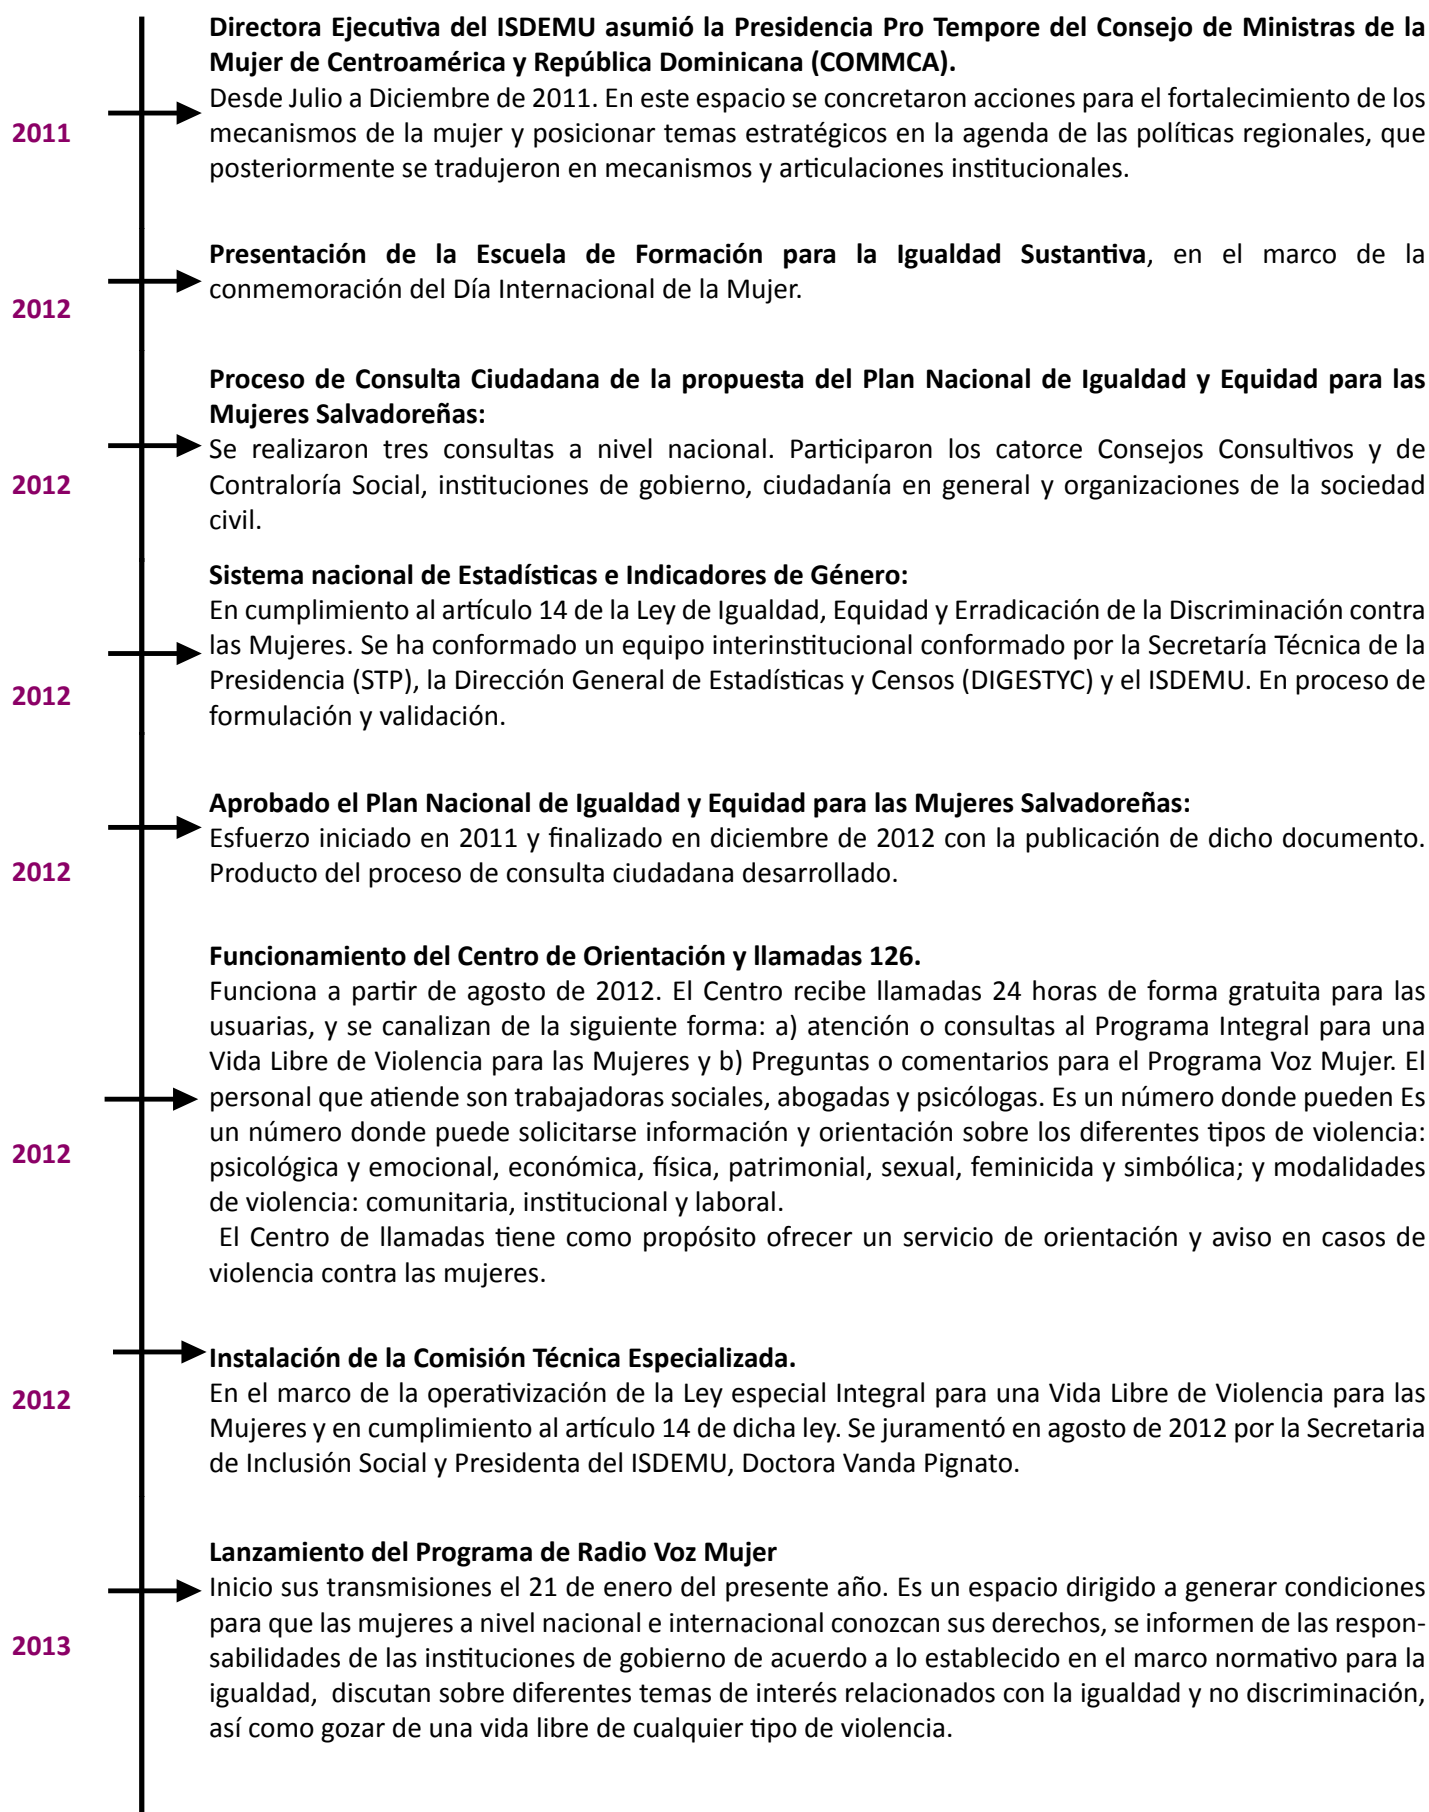 Directora Ejecutiva del ISDEMU asumió la Presidencia Pro Tempore del Consejo de Ministras de la
Mujer de Centroamérica y República Dominicana (COMMCA).
Desde Julio a Diciembre de 2011. En este espacio se concretaron acciones para el fortalecimiento de los
2011
mecanismos de la mujer y posicionar temas estratégicos en la agenda de las políticas regionales, que
posteriormente se tradujeron en mecanismos y articulaciones institucionales.
Presentación de la Escuela de Formación para la Igualdad Sustantiva, en el marco de la
conmemoración del Día Internacional de la Mujer.
2012
Proceso de Consulta Ciudadana de la propuesta del Plan Nacional de Igualdad y Equidad para las
Mujeres Salvadoreñas:
Se realizaron tres consultas a nivel nacional. Participaron los catorce Consejos Consultivos y de
2012
Contraloría Social, instituciones de gobierno, ciudadanía en general y organizaciones de la sociedad
civil.
Sistema nacional de Estadísticas e Indicadores de Género:
En cumplimiento al artículo 14 de la Ley de Igualdad, Equidad y Erradicación de la Discriminación contra
las Mujeres. Se ha conformado un equipo interinstitucional conformado por la Secretaría Técnica de la
Presidencia (STP), la Dirección General de Estadísticas y Censos (DIGESTYC) y el ISDEMU. En proceso de
2012
formulación y validación.
Aprobado el Plan Nacional de Igualdad y Equidad para las Mujeres Salvadoreñas:
Esfuerzo iniciado en 2011 y finalizado en diciembre de 2012 con la publicación de dicho documento.
2012
Producto del proceso de consulta ciudadana desarrollado.
Funcionamiento del Centro de Orientación y llamadas 126.
Funciona a partir de agosto de 2012. El Centro recibe llamadas 24 horas de forma gratuita para las
usuarias, y se canalizan de la siguiente forma: a) atención o consultas al Programa Integral para una
Vida Libre de Violencia para las Mujeres y b) Preguntas o comentarios para el Programa Voz Mujer. El
personal que atiende son trabajadoras sociales, abogadas y psicólogas. Es un número donde pueden Es
un número donde puede solicitarse información y orientación sobre los diferentes tipos de violencia:
2012
psicológica y emocional, económica, física, patrimonial, sexual, feminicida y simbólica; y modalidades
de violencia: comunitaria, institucional y laboral.
El Centro de llamadas tiene como propósito ofrecer un servicio de orientación y aviso en casos de
violencia contra las mujeres.
Instalación de la Comisión Técnica Especializada.
2012
En el marco de la operativización de la Ley especial Integral para una Vida Libre de Violencia para las
Mujeres y en cumplimiento al artículo 14 de dicha ley. Se juramentó en agosto de 2012 por la Secretaria
de Inclusión Social y Presidenta del ISDEMU, Doctora Vanda Pignato.
Lanzamiento del Programa de Radio Voz Mujer
Inicio sus transmisiones el 21 de enero del presente año. Es un espacio dirigido a generar condiciones
para que las mujeres a nivel nacional e internacional conozcan sus derechos, se informen de las respon-
2013
sabilidades de las instituciones de gobierno de acuerdo a lo establecido en el marco normativo para la
igualdad, discutan sobre diferentes temas de interés relacionados con la igualdad y no discriminación,
así como gozar de una vida libre de cualquier tipo de violencia.